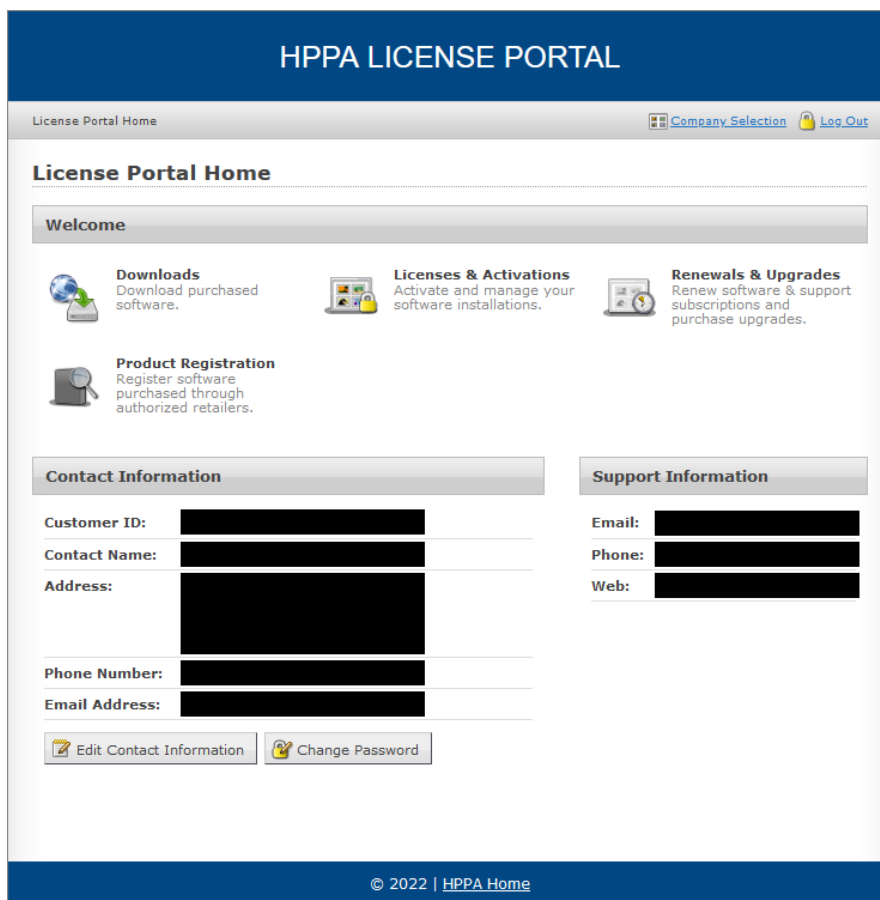 HPPA LICENSE PORTAL
License Portal Home
Company Selection
Log Out
License Portal Home
Welcome
Downloads
Download purchased
software.
Licenses & Activations
Activate and manage your
software installations.
Renewals & Upgrades
Renew software & support
subscriptions and
purchase upgrades.
Product Registration
Register software
purchased through
authorized retailers.
Contact Information
Customer ID:
Contact Name:
Address:
Phone Number:
Email Address:
Edit Contact Information
Change Password
Support Information
Email:
Phone:
Web:
© 2022 | HPPA Home